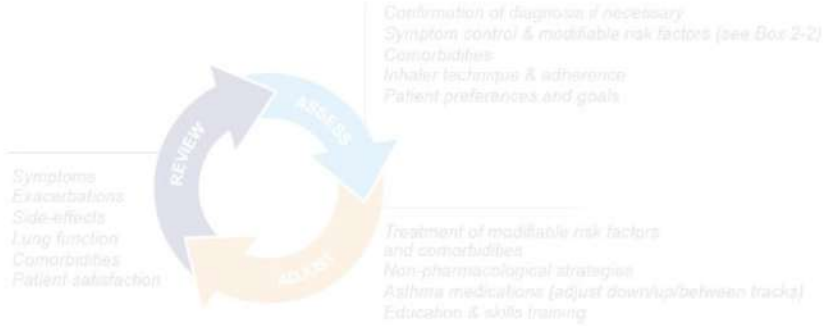 Confirmation of diagnosis if necessary
Symptom control & modifiable risk factors (see Box 2-2)
Comorbidities
Inhaler technique & adherence
Patient preferences and goals
ASSESS
REVIEW
Symptoms
Exacerbations
Side-effects
Lung function
Comorbidities
Patient satisfaction
ADJUST
Treatment of modifiable risk factors
and comorbidities
Non-pharmacological strategies
Asthma medications (adjust down/up/between tracks)
Education & skills training